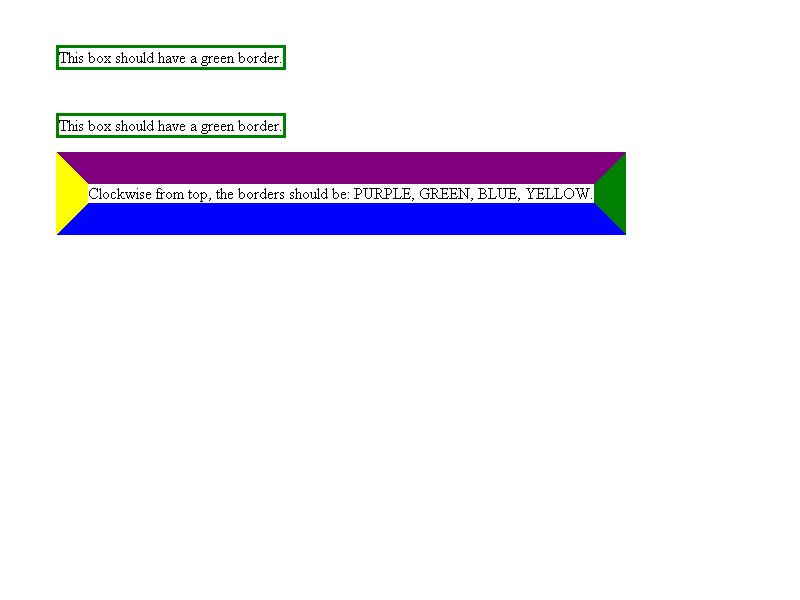 This box should have a green border.
This box should have a green border.
Clockwise from top, the borders should be: PURPLE, GREEN, BLUE, YELLOW.